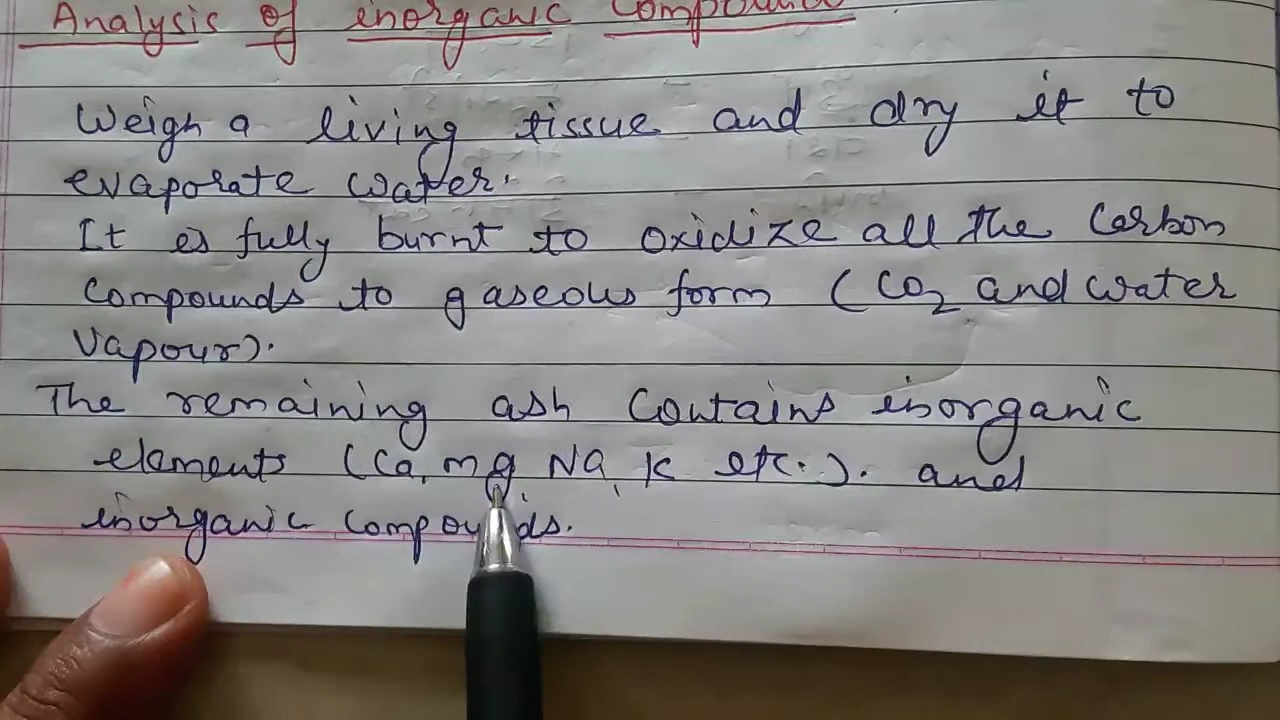 Analysis of inorganic Compounds
Weigh a living tissue and dry it to
evaporate water.
It is fully burnt to oxidize all the Carbon
Compounds to gaseous form (CO2 and water
Vapour).
The remaining ash Contains inorganic
elements (Ca, mg Na, K etc.). and
inorganic compounds.